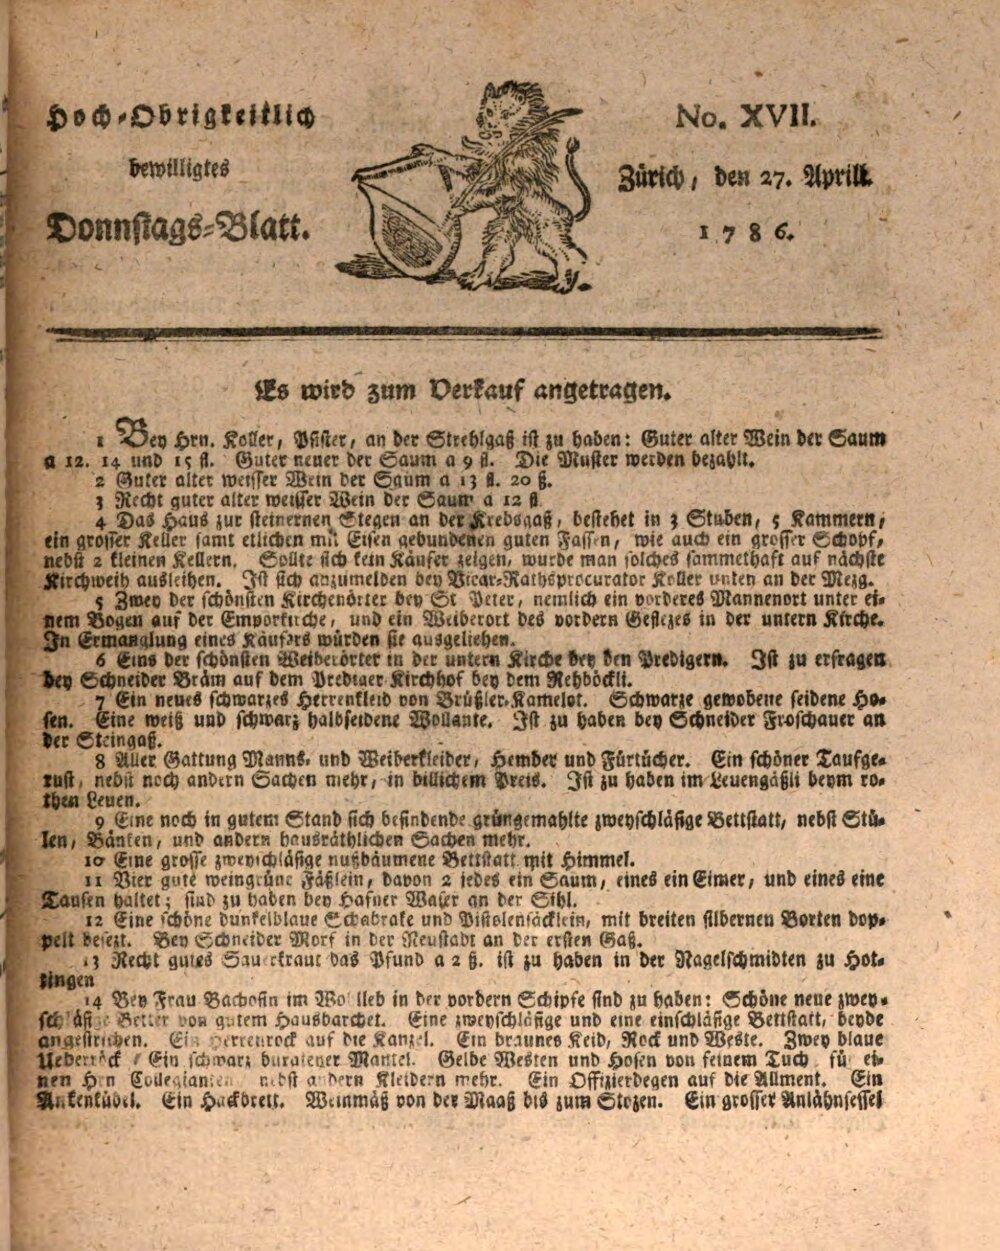 Hoch-Obrigkeitlich
bewilligtes
Donnstags-Blatt.
No. XVII.
Zürich, den 27. Aprill.
1786.
Es wird zum Verkauf angetragen.
1 Bey Hrn. Koller, Pfister, an der Strehlgaß ist zu haben: Guter alter Wein der Saum
a 12. 14 und 15 fl. Guter neuer der Saum a 9 fl. Die Muster werden bezahlt.
2 Guter alter weisser Wein der Saum a 13 fl. 20 ß.
3 Recht guter alter weisser Wein der Saum a 12 fl
4 Das Haus zur steinernen Stegen an der Krebsgaß, bestehet in 3 Stuben, 5 Kammern,
ein grosser Keller samt etlichen mit Eisen gebundenen guten Fassen, wie auch ein grosser Schopf,
nebst 2 kleinen Kellern. Sollte sich kein Käufer zeigen, wurde man solches sammethaft auf nächste
Kirchweih ausleihen. Ist sich anzumelden bey Vicar-Rathsprocurator Koller unten an der Mezg.
5 Zwey der schönsten Kirchenörter bey St Peter, nemlich ein vorderes Mannenort unter ei-
nem Bogen auf der Emporkirche, und ein Weiberort des vordern Geflezes in der untern Kirche.
In Ermanglung eines Käufers würden sie ausgeliehen.
6 Eins der schönsten Weiberörter in der untern Kirche bey den Predigern. Ist zu erfragen
bey Schneider Bräm auf dem Prediger Kirchhof bey dem Rehböckli.
7 Ein neues schwarzes Herrenkleid von Brüßler-Kamelot. Schwarze gewobene seidene Ho-
sen. Eine weiß und schwarz halbseidene Wollante. Ist zu haben bey Schneider Froschauer an
der Steingaß.
8 Aller Gattung Manns- und Weiberkleider, Hember und Fürtücher. Ein schöner Taufge-
rust, nebst noch andern Sachen mehr, in billichem Preis. Ist zu haben im Leuengäßli beym ro-
then Leuen.
9 Eine noch in gutem Stand sich befindende grüngemahlte zweyschläfige Bettstatt, nebst Stü-
len, Bänken, und andern hausräthlichen Sachen mehr.
10 Eine grosse zweyschläfige nußbäumene Bettstatt mit Himmel.
11 Vier gute weingrüne Fäßlein, davon 2 jedes ein Saum, eines ein Eimer, und eines eine
Tausen haltet; sind zu haben bey Hafner Waser an der Sihl.
12 Eine schöne dunkelblaue Schabrake und Pistolensäcklein, mit breiten silbernen Borten dop-
pelt besezt. Bey Schneider Morf in der Neustadt an der ersten Gaß.
13 Recht gutes Sauerkraut das Pfund a 2 ß. ist zu haben in der Nagelschmidten zu Hot-
tingen
14 Bey Frau Bachofin im Wolleb in der vordern Schipfe sind zu haben: Schöne neue zwey-
schläfige Better von gutem Hausbarchet. Eine zweyschläfige und eine einschläfige Bettstatt, beyde
angestrichen. Ein Herrenrock auf die Kanzel. Ein braunes Keid, Rock und Weste. Zwey blaue
Ueberröck / Ein schwarz buratener Mantel. Gelbe Westen und Hosen von feinem Tuch für ei-
nen Hrn Collegianten nebst andern Kleidern mehr. Ein Offizierdegen auf die Allment. Ein
Ankenkübel. Ein Hackbrett. Weinmäß von der Maaß bis zum Stozen. Ein grosser Anlähnsessel